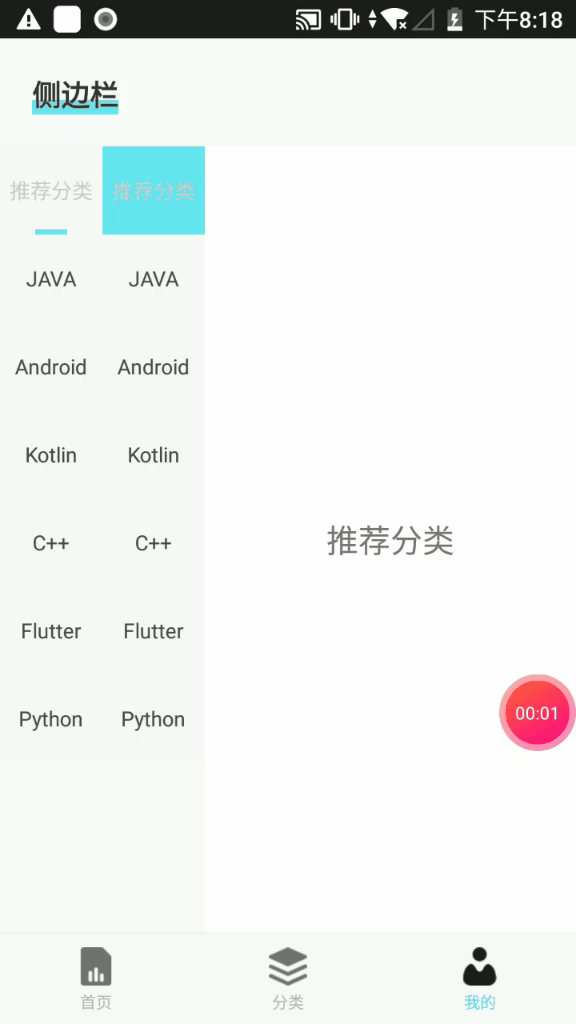 下午8:18
侧边栏
推荐分类 推荐分类
JAVA JAVA
Android Android
Kotlin Kotlin
C++ C++
推荐分类
Flutter Flutter
00:01
Python Python
首页 分类 我的